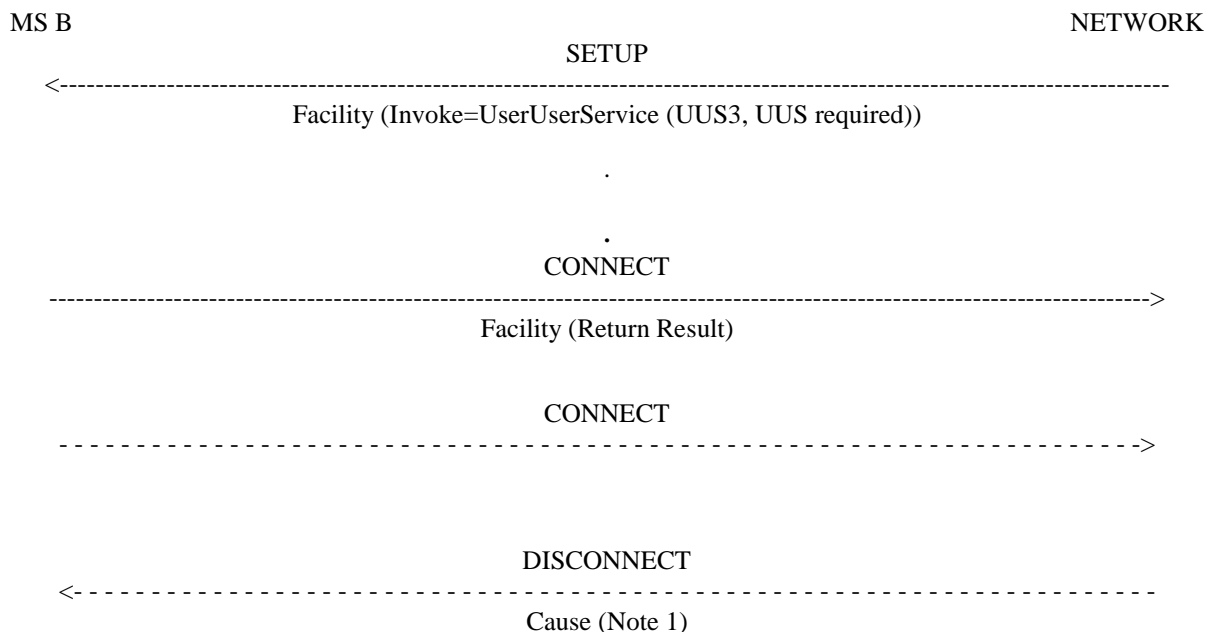 MS B NETWORK
SETUP
<------------------------------------------------------------------------------------------------------------------------------
Facility (Invoke=UserUserService (UUS3, UUS required))
.
.
CONNECT
----------------------------------------------------------------------------------------------------------------------------->
Facility (Return Result)
CONNECT
- - - - - - - - - - - - - - - - - - - - - - - - - - - - - - - - - - - - - - - - - - - - - - - - - - - - - - - - - - - - - - - - - - - - - - ->
DISCONNECT
<- - - - - - - - - - - - - - - - - - - - - - - - - - - - - - - - - - - - - - - - - - - - - - - - - - - - - - - - - - - - - - - - - - - - - -
Cause (Note 1)